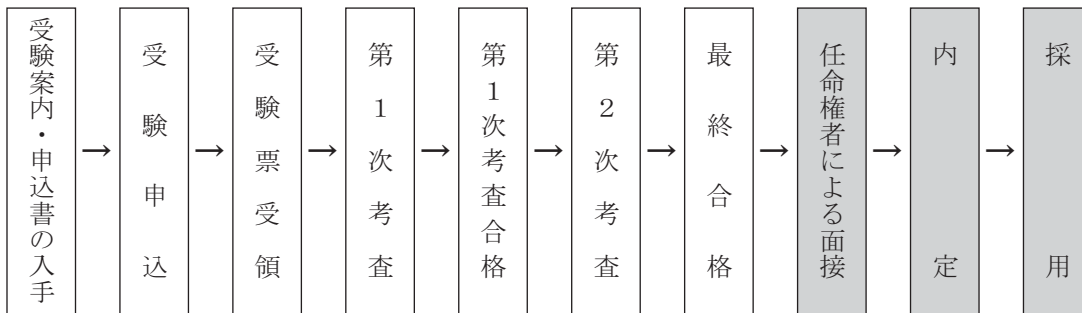 受験案内・申込書の入手
→
受験申込
→
受験票受領
→
第１次考査
→
第１次考査合格
→
第２次考査
→
最終合格
→
任命権者による面接
→
内定
→
採用